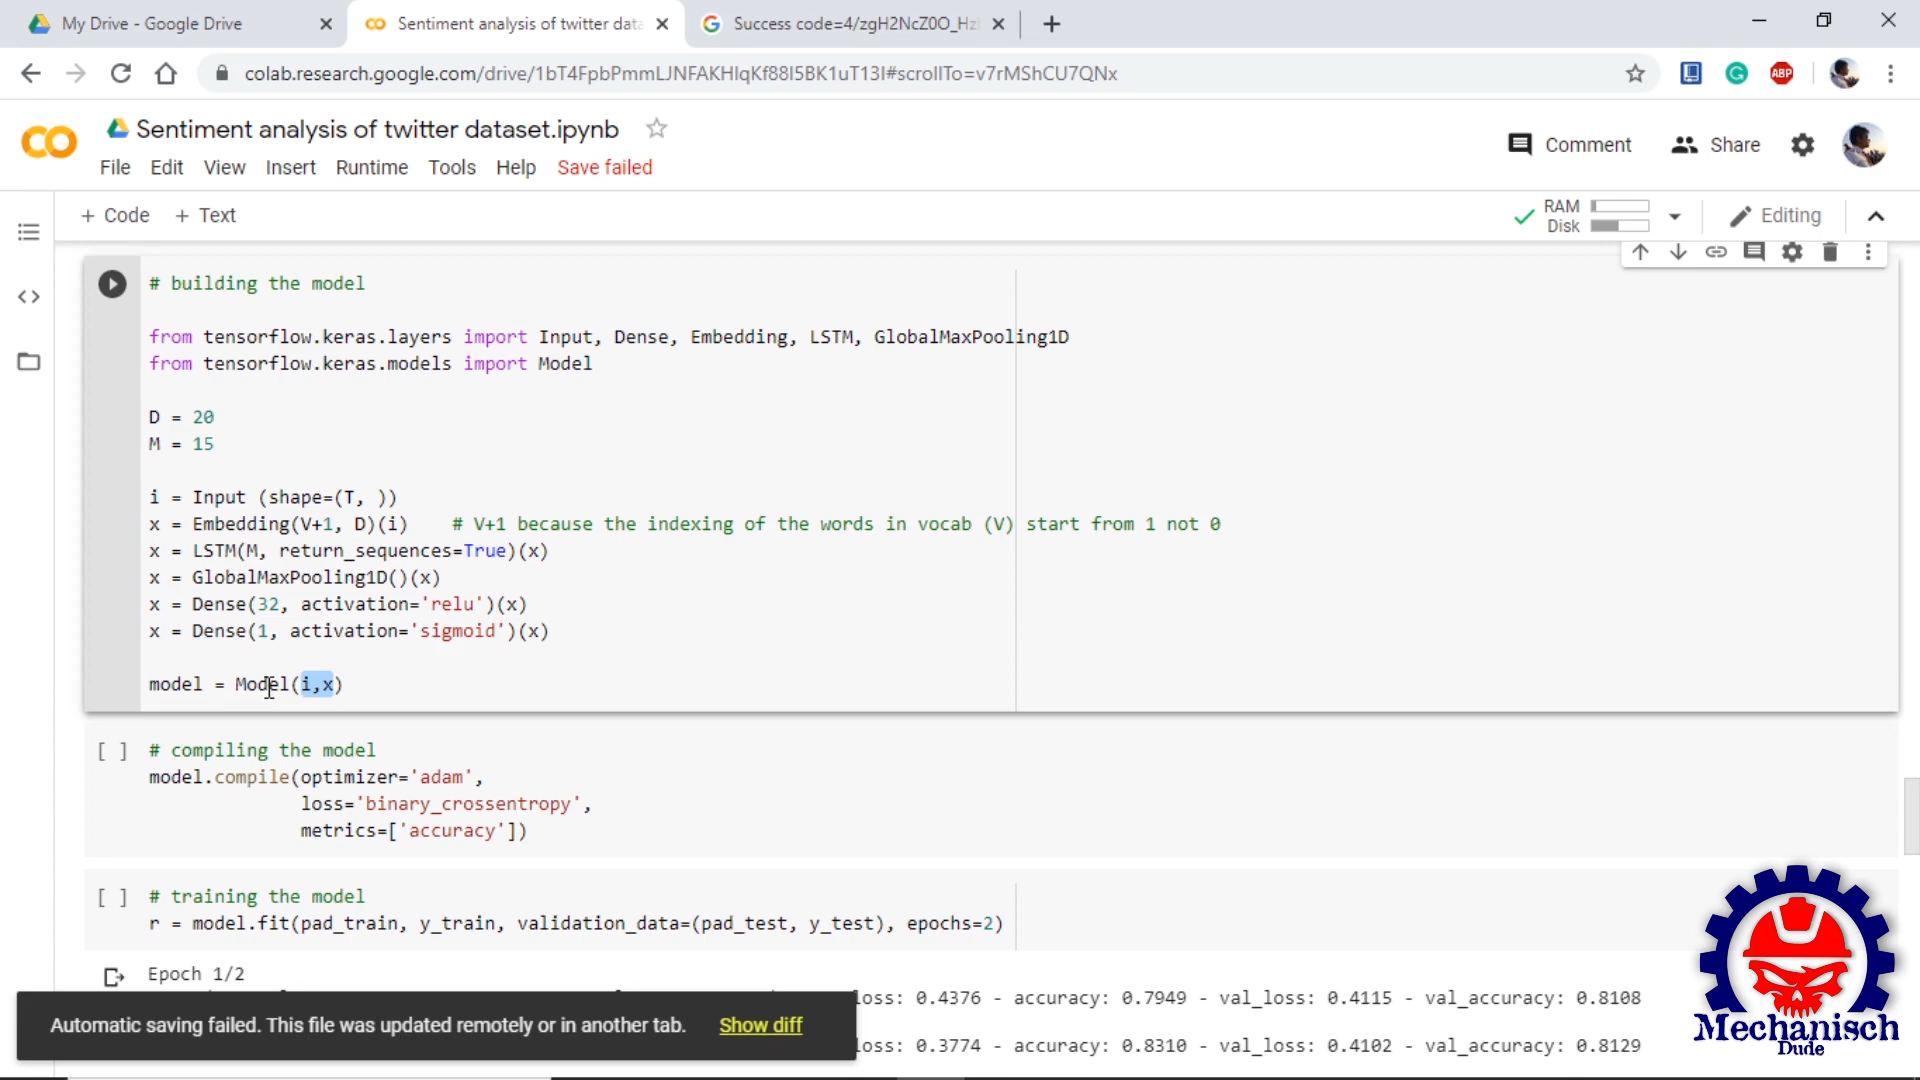 My Drive - Google Drive
Sentiment analysis of twitter data
Success code=4/zgH2NcZ0O_Hz
colab.research.google.com/drive/1bT4FpbPmmLJNFAKHIqKf88I5BK1uT13I#scrollTo=v7rMShCU7QNx
ABP
Sentiment analysis of twitter dataset.ipynb
Comment
Share
File Edit View Insert Runtime Tools Help Save failed
+ Code + Text
RAM
Disk
Editing
# building the model
from tensorflow.keras.layers import Input, Dense, Embedding, LSTM, GlobalMaxPooling1D
from tensorflow.keras.models import Model
D = 20
M = 15
i = Input (shape=(T, ))
x = Embedding(V+1, D)(i) # V+1 because the indexing of the words in vocab (V) start from 1 not 0
x = LSTM(M, return_sequences=True)(x)
x = GlobalMaxPooling1D()(x)
x = Dense(32, activation='relu')(x)
x = Dense(1, activation='sigmoid')(x)
model = Model(i,x)
[ ] # compiling the model
model.compile(optimizer='adam',
loss='binary_crossentropy',
metrics=['accuracy'])
[ ] # training the model
r = model.fit(pad_train, y_train, validation_data=(pad_test, y_test), epochs=2)
Epoch 1/2
loss: 0.4376 - accuracy: 0.7949 - val_loss: 0.4115 - val_accuracy: 0.8108
Automatic saving failed. This file was updated remotely or in another tab. Show diff
loss: 0.3774 - accuracy: 0.8310 - val_loss: 0.4102 - val_accuracy: 0.8129
Mechanisch
Dude